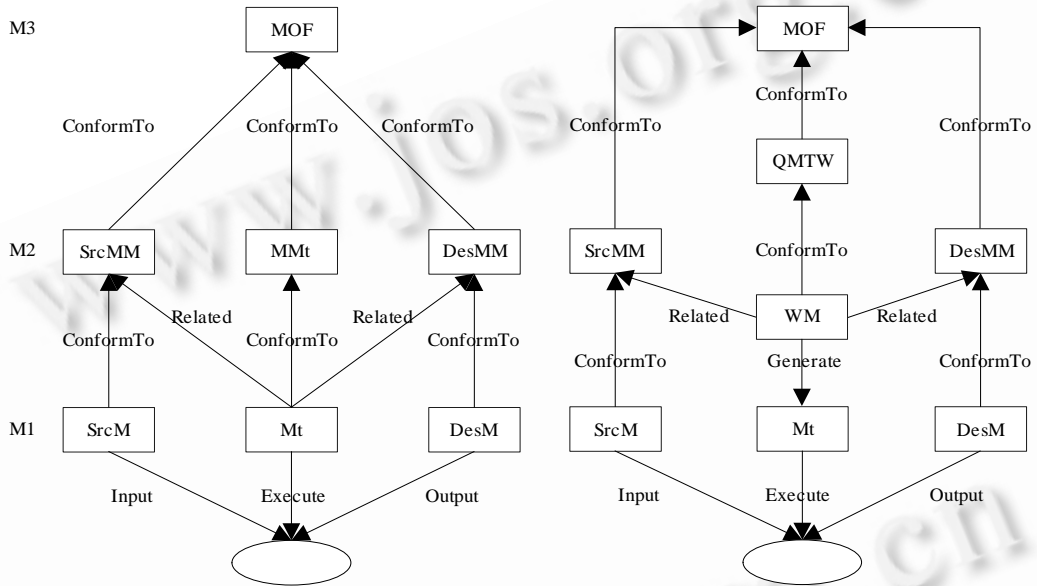 M3
MOF
MOF
ConformTo
ConformTo
ConformTo
ConformTo
ConformTo
ConformTo
QMTW
M2
SrcMM
MMt
DesMM
SrcMM
ConformTo
DesMM
Related
Related
Related
WM
Related
ConformTo
ConformTo
ConformTo
ConformTo
Generate
ConformTo
M1
SrcM
Mt
DesM
SrcM
Mt
DesM
Input
Execute
Output
Input
Execute
Output
www.jos.org.cn